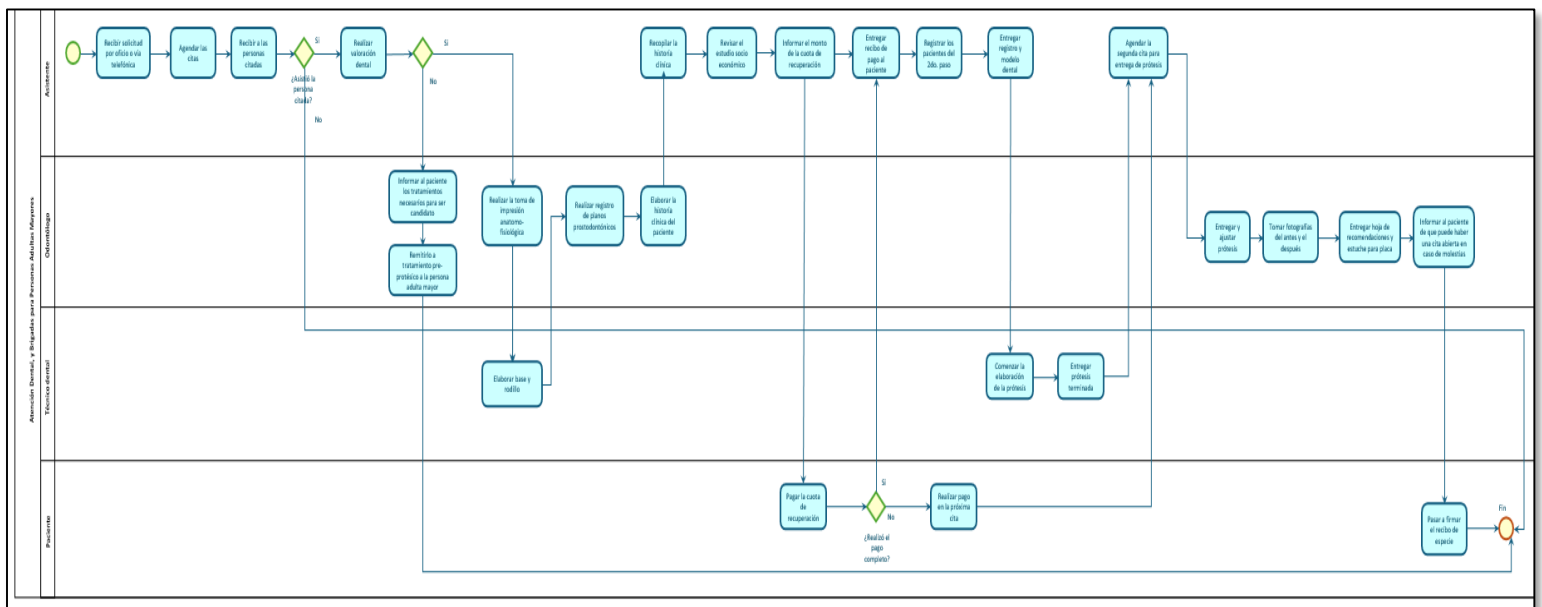 Atención Dental, y Brigadas para Personas Adultas Mayores
Asistente
Recibir solicitud
por oficio o vía
telefónica
Agendar las
citas
Recibir a las
personas
citadas
Si
¿Asistió la
persona
citada?
No
Realizar
valoración
dental
Si
No
Recopilar la
historia
clínica
Revisar el
estudio socio
económico
Informar el monto
de la cuota de
recuperación
Entregar
recibo de
pago al
paciente
Registrar los
pacientes del
2do. paso
Entregar
registro y
modelo
dental
Agendar la
segunda cita para
entrega de prótesis
Odontólogo
Informar al paciente
los tratamientos
necesarios para ser
candidato
Remitirlo a
tratamiento pre-
protésico a la persona
adulta mayor
Realizar la toma de
impresión
anatomo-
fisiológica
Realizar registro
de planos
prostodontónicos
Elaborar la
historia
clínica del
paciente
Entregar y
ajustar
prótesis
Tomar fotografías
del antes y el
después
Entregar hoja de
recomendaciones y
estuche para placa
Informar al paciente
de que puede haber
una cita abierta en
caso de molestias
Técnico dental
Elaborar base y
rodillo
Comenzar la
elaboración
de la prótesis
Entregar
prótesis
terminada
Paciente
Pagar la cuota
de
recuperación
Si
No
¿Realizó el
pago
completo?
Realizar pago
en la próxima
cita
Pasar a firmar
el recibo de
especie
Fin